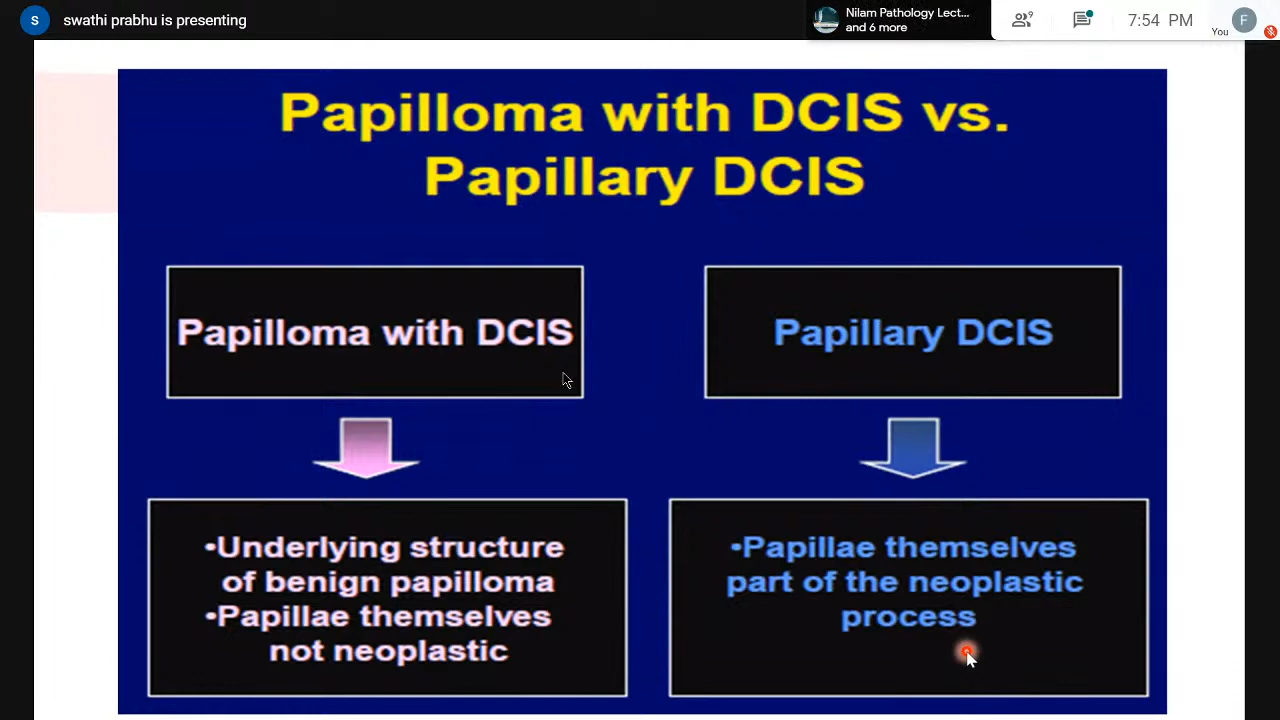 S swathi prabhu is presenting
Nilam Pathology Lect...
and 6 more
9
7:54 PM
You
F
Papilloma with DCIS vs.
Papillary DCIS
Papilloma with DCIS
Papillary DCIS
•Underlying structure
of benign papilloma
•Papillae themselves
not neoplastic
•Papillae themselves
part of the neoplastic
process